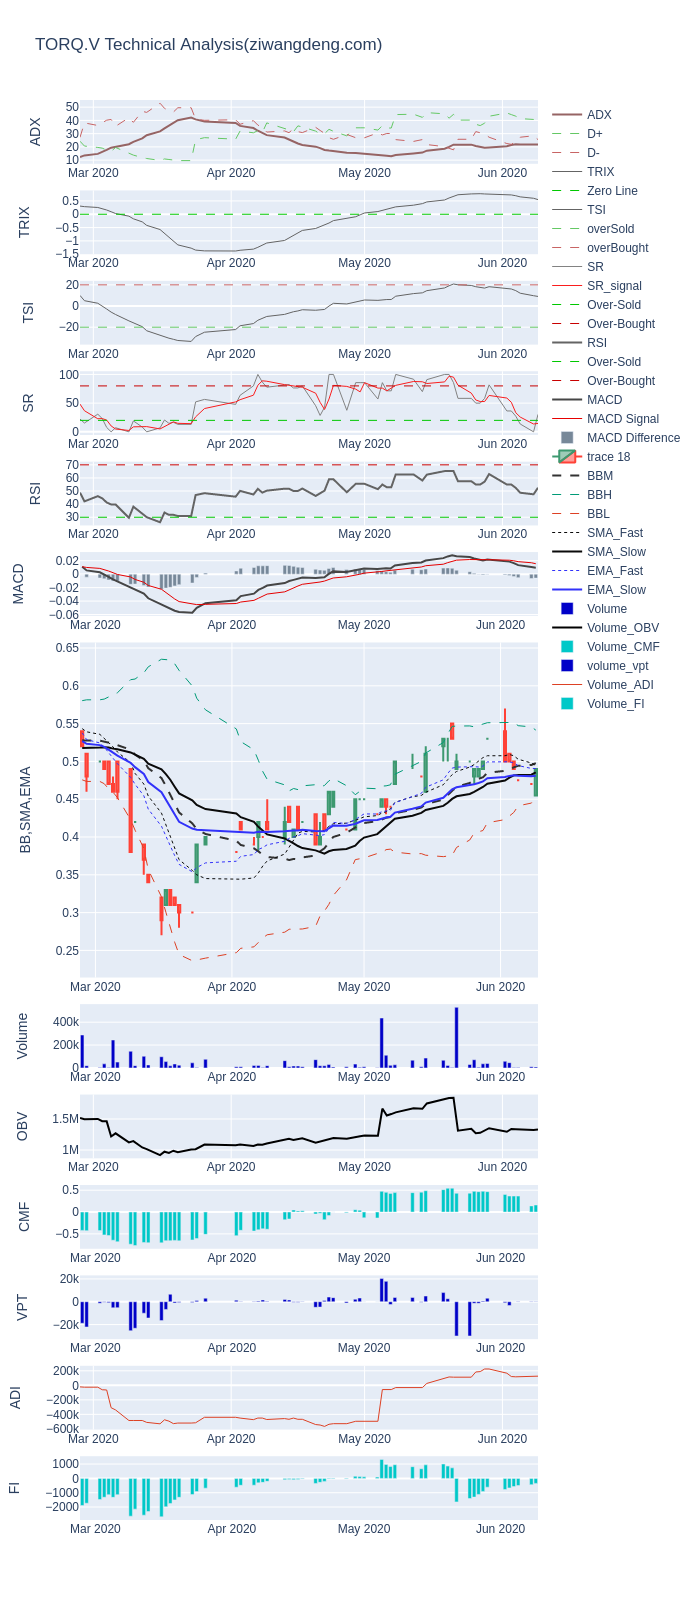 TORQ.V Technical Analysis(ziwangdeng.com)
ADX
50
40
30
20
10
Mar 2020
Apr 2020
May 2020
Jun 2020
TRIX
0.5
0
−0.5
−1
−1.5
Mar 2020
Apr 2020
May 2020
Jun 2020
TSI
20
0
−20
Mar 2020
Apr 2020
May 2020
Jun 2020
SR
100
50
0
Mar 2020
Apr 2020
May 2020
Jun 2020
RSI
70
60
50
40
30
Mar 2020
Apr 2020
May 2020
Jun 2020
MACD
0.02
0
−0.02
−0.04
−0.06
Mar 2020
Apr 2020
May 2020
Jun 2020
BB,SMA,EMA
0.65
0.6
0.55
0.5
0.45
0.4
0.35
0.3
0.25
Mar 2020
Apr 2020
May 2020
Jun 2020
Volume
400k
200k
0
Mar 2020
Apr 2020
May 2020
Jun 2020
OBV
1.5M
1M
Mar 2020
Apr 2020
May 2020
Jun 2020
CMF
0.5
0
−0.5
Mar 2020
Apr 2020
May 2020
Jun 2020
VPT
20k
0
−20k
Mar 2020
Apr 2020
May 2020
Jun 2020
ADI
200k
0
−200k
−400k
−600k
Mar 2020
Apr 2020
May 2020
Jun 2020
FI
1000
0
−1000
−2000
Mar 2020
Apr 2020
May 2020
Jun 2020
ADX
D+
D-
TRIX
Zero Line
TSI
overSold
overBought
SR
SR_signal
Over-Sold
Over-Bought
RSI
Over-Sold
Over-Bought
MACD
MACD Signal
MACD Difference
trace 18
BBM
BBH
BBL
SMA_Fast
SMA_Slow
EMA_Fast
EMA_Slow
Volume
Volume_OBV
Volume_CMF
volume_vpt
Volume_ADI
Volume_FI